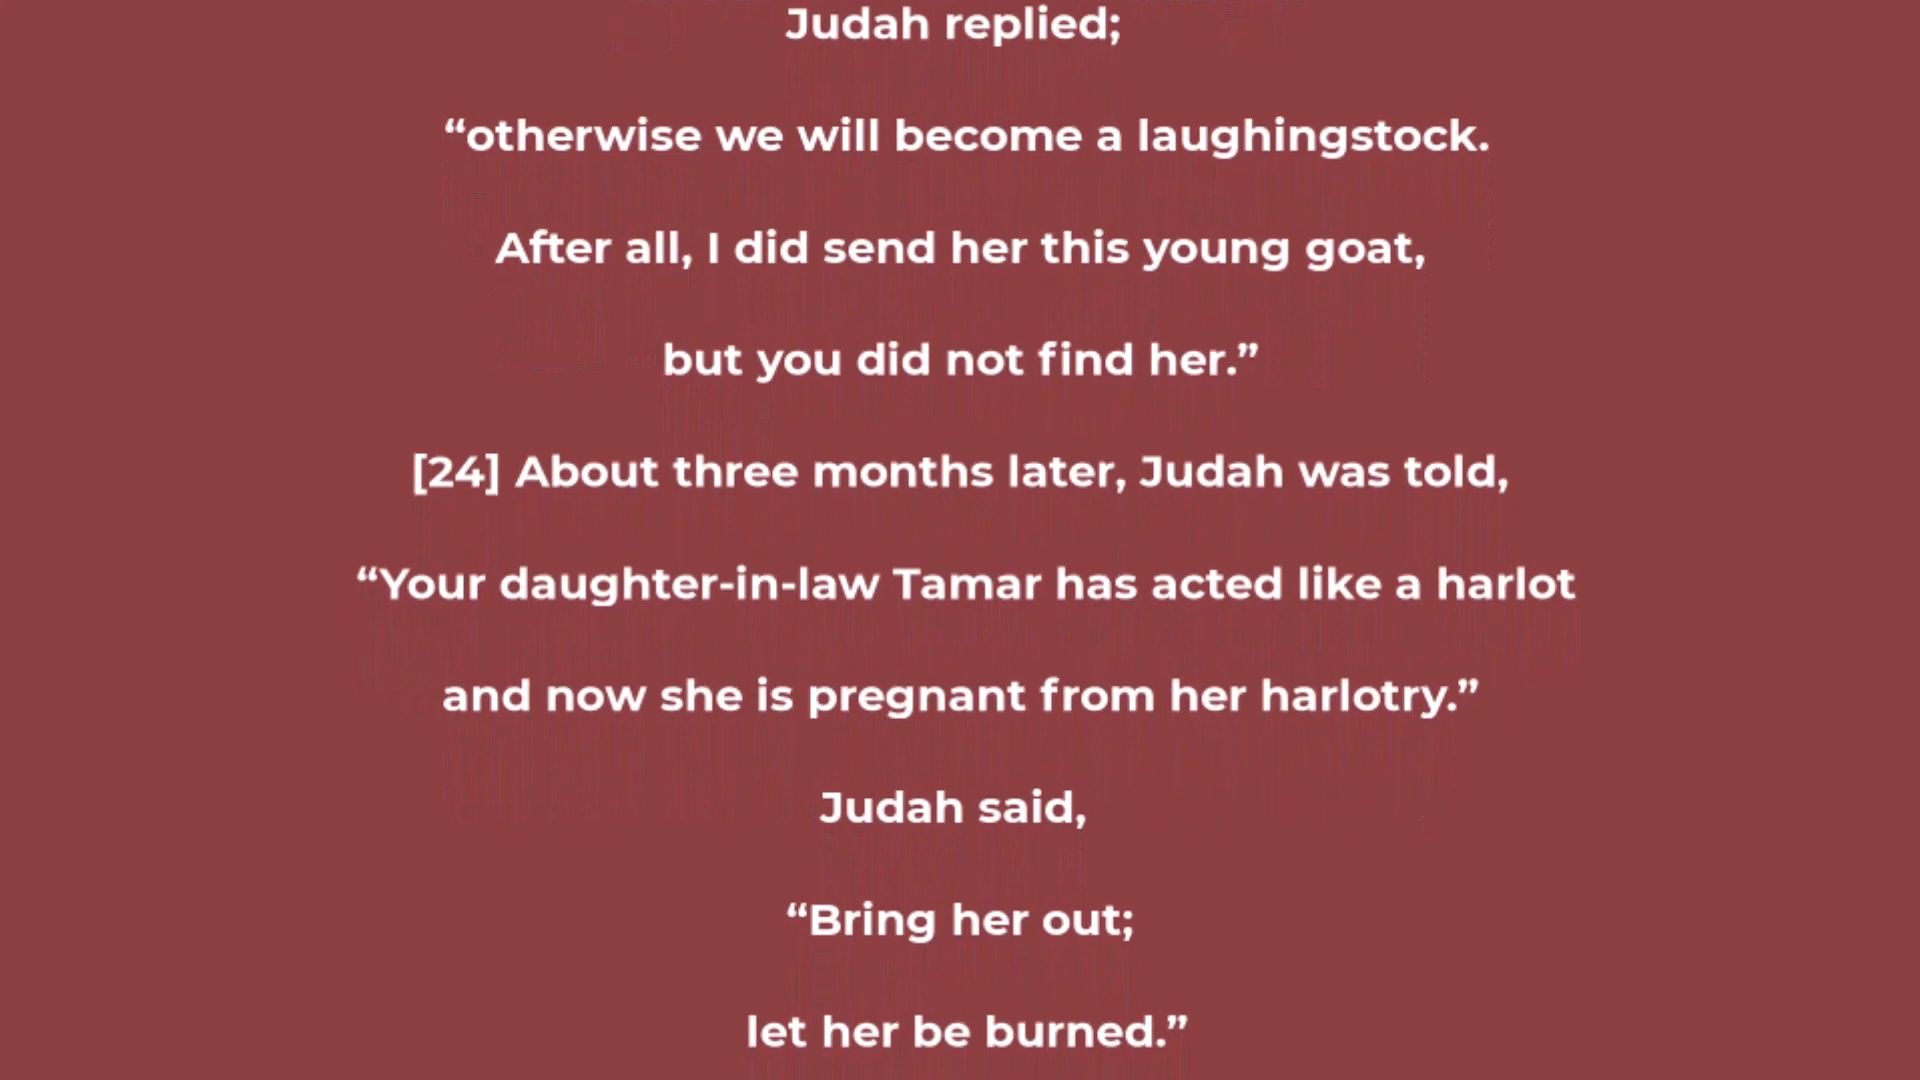 Judah replied;
“otherwise we will become a laughingstock.
After all, I did send her this young goat,
but you did not find her.”
[24] About three months later, Judah was told,
“Your daughter-in-law Tamar has acted like a harlot
and now she is pregnant from her harlotry.”
Judah said,
“Bring her out;
let her be burned.”